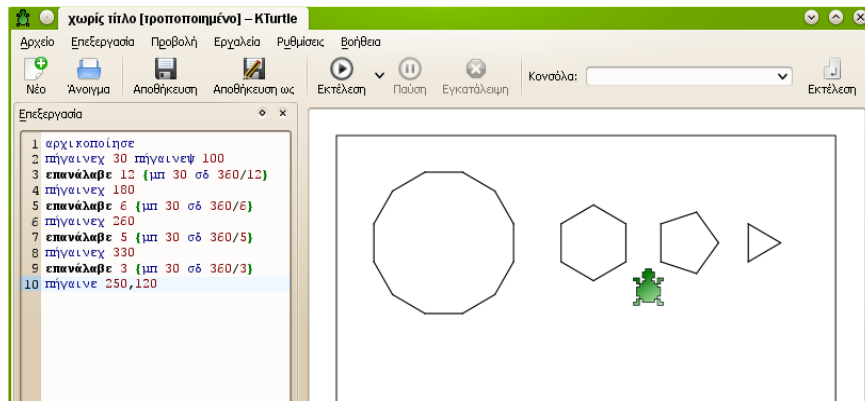 χωρίς τίτλο [τροποποιημένο] – KTurtle
Αρχείο Επεξεργασία Προβολή Εργαλεία Ρυθμίσεις Βοήθεια
Νέο Άνοιγμα Αποθήκευση Αποθήκευση ως Εκτέλεση Παύση Εγκατάλειψη Κονσόλα: Εκτέλεση
Επεξεργασία
1 αρχικοποίησε
2 πήγαινεχ 30 πήγαινεψ 100
3 επανάλαβε 12 {μπ 30 σδ 360/12}
4 πήγαινεχ 180
5 επανάλαβε 6 {μπ 30 σδ 360/6}
6 πήγαινεχ 260
7 επανάλαβε 5 {μπ 30 σδ 360/5}
8 πήγαινεχ 330
9 επανάλαβε 3 {μπ 30 σδ 360/3}
10 πήγαινε 250,120